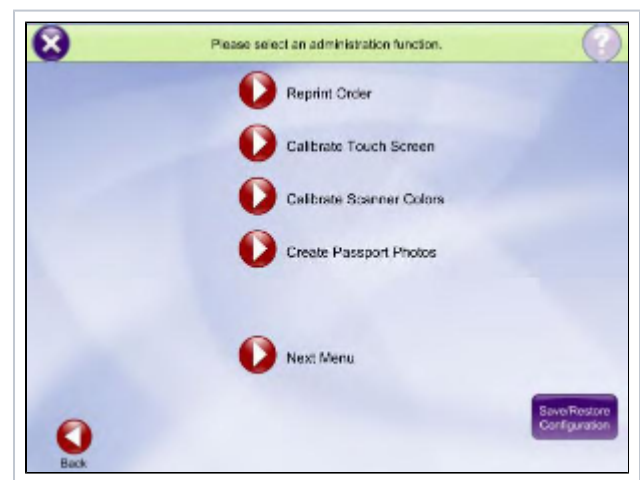 Please select an administration function.
Reprint Order
Calibrate Touch Screen
Calibrate Scanner Colors
Create Passport Photos
Next Menu
Save/Restore
Configuration
Back